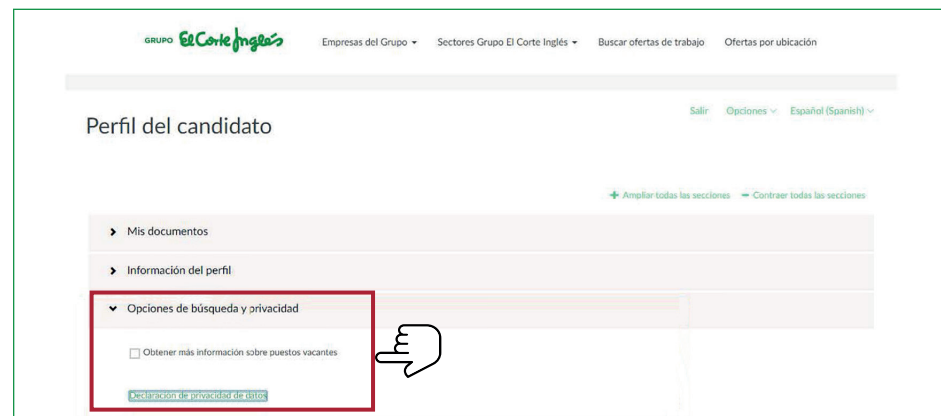 GRUPO El Corte Inglés Empresas del Grupo Sectores Grupo El Corte Inglés Buscar ofertas de trabajo Ofertas por ubicación
Salir Opciones Español (Spanish)
Perfil del candidato
+ Ampliar todas las secciones - Contraer todas las secciones
Mis documentos
Información del perfil
Opciones de búsqueda y privacidad
Obtener más información sobre puestos vacantes
Declaración de privacidad de datos